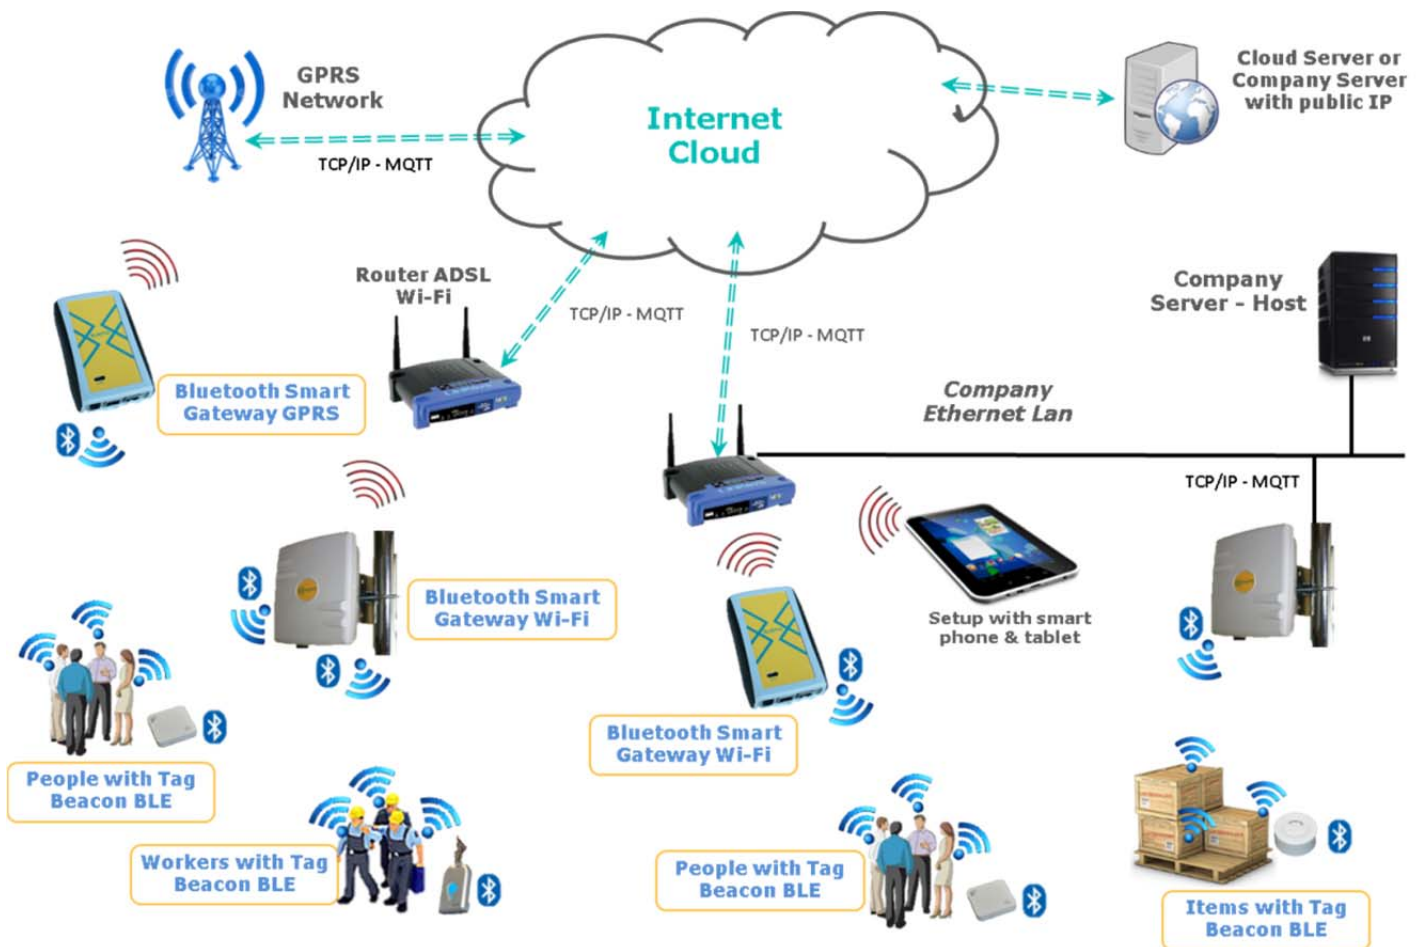 GPRS
Network
TCP/IP - MQTT
Internet
Cloud
Cloud Server or
Company Server
with public IP
Router ADSL
Wi-Fi
TCP/IP - MQTT
TCP/IP - MQTT
Company
Server - Host
Bluetooth Smart
Gateway GPRS
Company
Ethernet Lan
TCP/IP - MQTT
Bluetooth Smart
Gateway Wi-Fi
Setup with smart
phone & tablet
Bluetooth Smart
Gateway Wi-Fi
People with Tag
Beacon BLE
Workers with Tag
Beacon BLE
People with Tag
Beacon BLE
Items with Tag
Beacon BLE